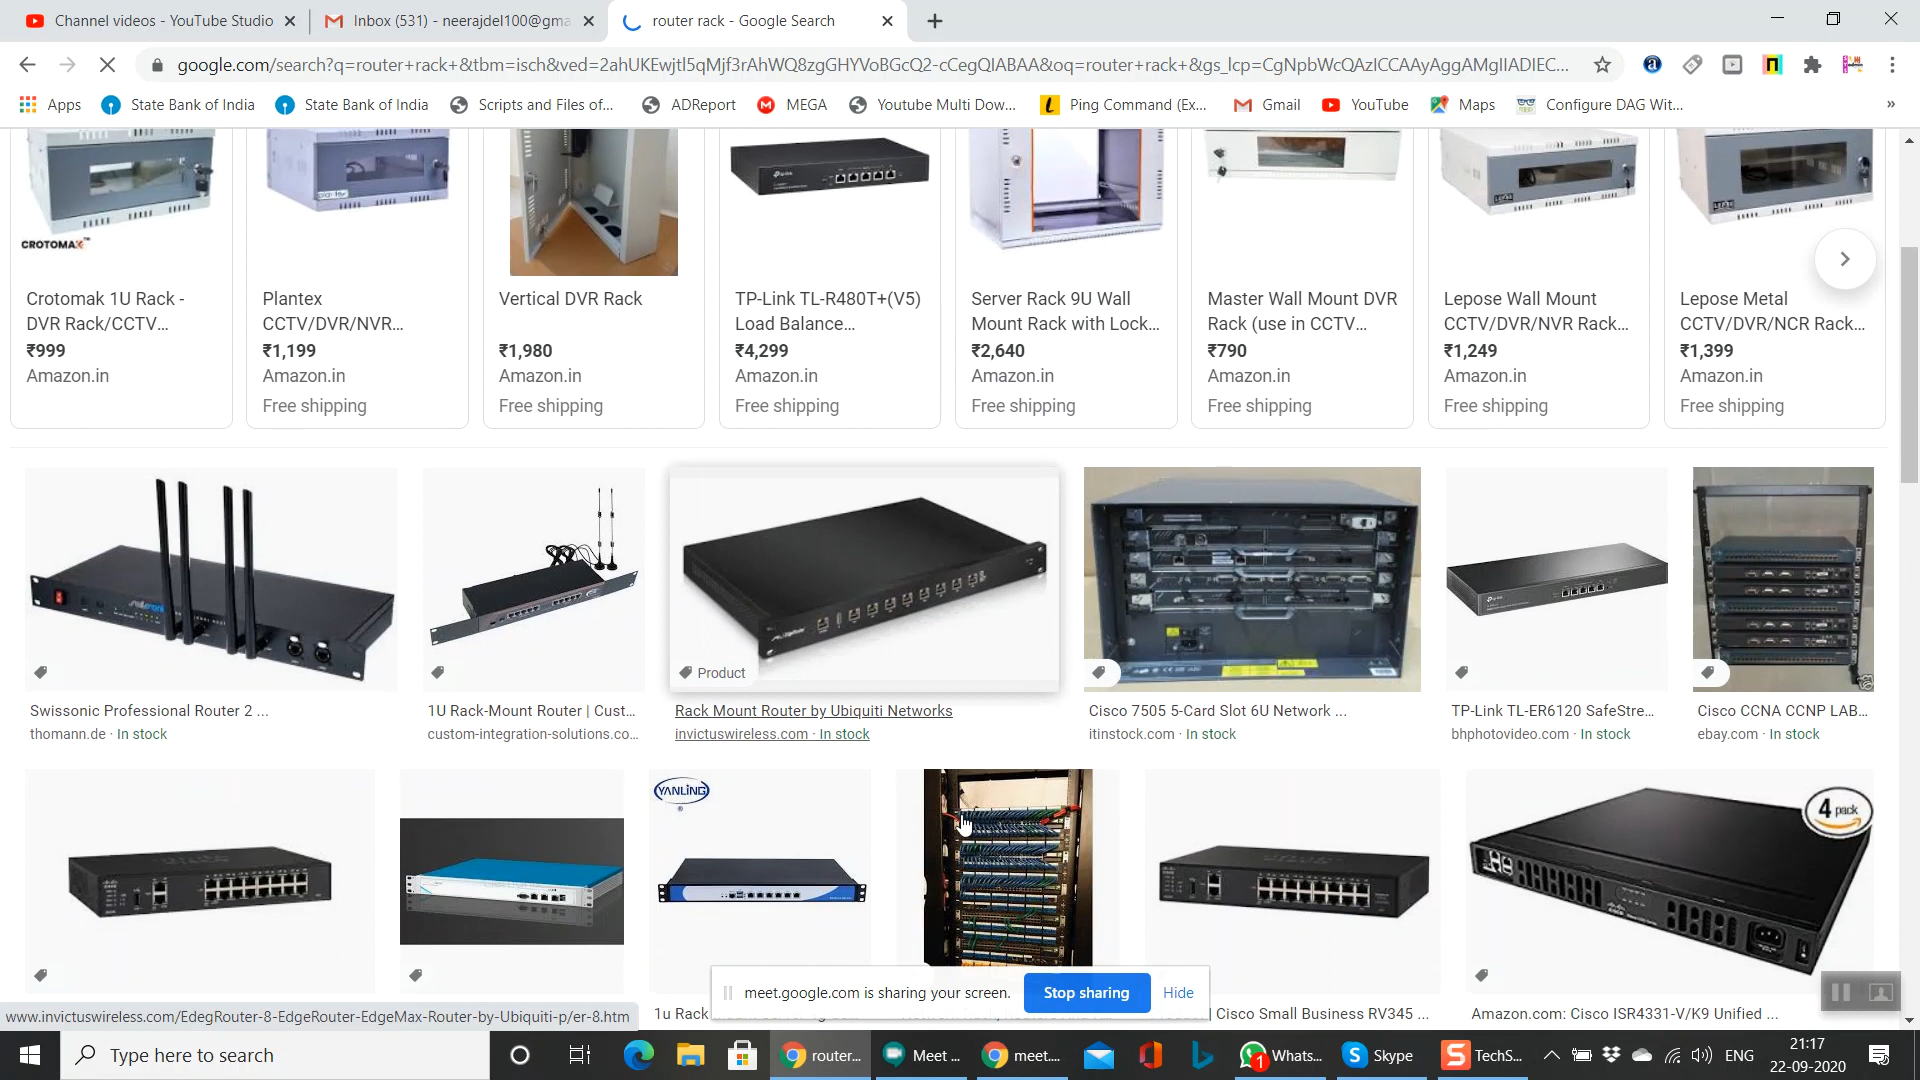 Channel videos - YouTube Studio
Inbox (531) - neerajdel100@gma
router rack - Google Search
google.com/search?q=router+rack+&tbm=isch&ved=2ahUKEwjtl5qMjf3rAhWQ8zgGHYVoBGcQ2-cCegQIABAA&oq=router+rack+&gs_lcp=CgNpbWcQAzICCAAyAggAMgIIADIEC...
Apps
State Bank of India
State Bank of India
Scripts and Files of...
ADReport
MEGA
Youtube Multi Dow...
Ping Command (Ex...
Gmail
YouTube
Maps
Configure DAG Wit...
»
CROTOMAX™
Crotomak 1U Rack -
DVR Rack/CCTV...
₹999
Amazon.in
Plantex
CCTV/DVR/NVR...
₹1,199
Amazon.in
Free shipping
Vertical DVR Rack
₹1,980
Amazon.in
Free shipping
TP-Link TL-R480T+(V5)
Load Balance...
₹4,299
Amazon.in
Free shipping
Server Rack 9U Wall
Mount Rack with Lock...
₹2,640
Amazon.in
Free shipping
Master Wall Mount DVR
Rack (use in CCTV...
₹790
Amazon.in
Free shipping
Lepose Wall Mount
CCTV/DVR/NVR Rack...
₹1,249
Amazon.in
Free shipping
Lepose Metal
CCTV/DVR/NCR Rack...
₹1,399
Amazon.in
Free shipping
Product
Swissonic Professional Router 2 ...
thomann.de · In stock
1U Rack-Mount Router | Cust...
custom-integration-solutions.co...
Rack Mount Router by Ubiquiti Networks
invictuswireless.com · In stock
Cisco 7505 5-Card Slot 6U Network ...
itinstock.com · In stock
TP-Link TL-ER6120 SafeStre...
bhphotovideo.com · In stock
Cisco CCNA CCNP LAB...
ebay.com · In stock
YANLING
4 pack
meet.google.com is sharing your screen.
Stop sharing
Hide
www.invictuswireless.com/EdegRouter-8-EdgeRouter-EdgeMax-Router-by-Ubiquiti-p/er-8.htm
1u Rac
Cisco Small Business RV345 ...
Amazon.com: Cisco ISR4331-V/K9 Unified ...
Type here to search
router...
Meet ...
meet....
1
Whats...
Skype
TechS...
ENG
21:17
22-09-2020